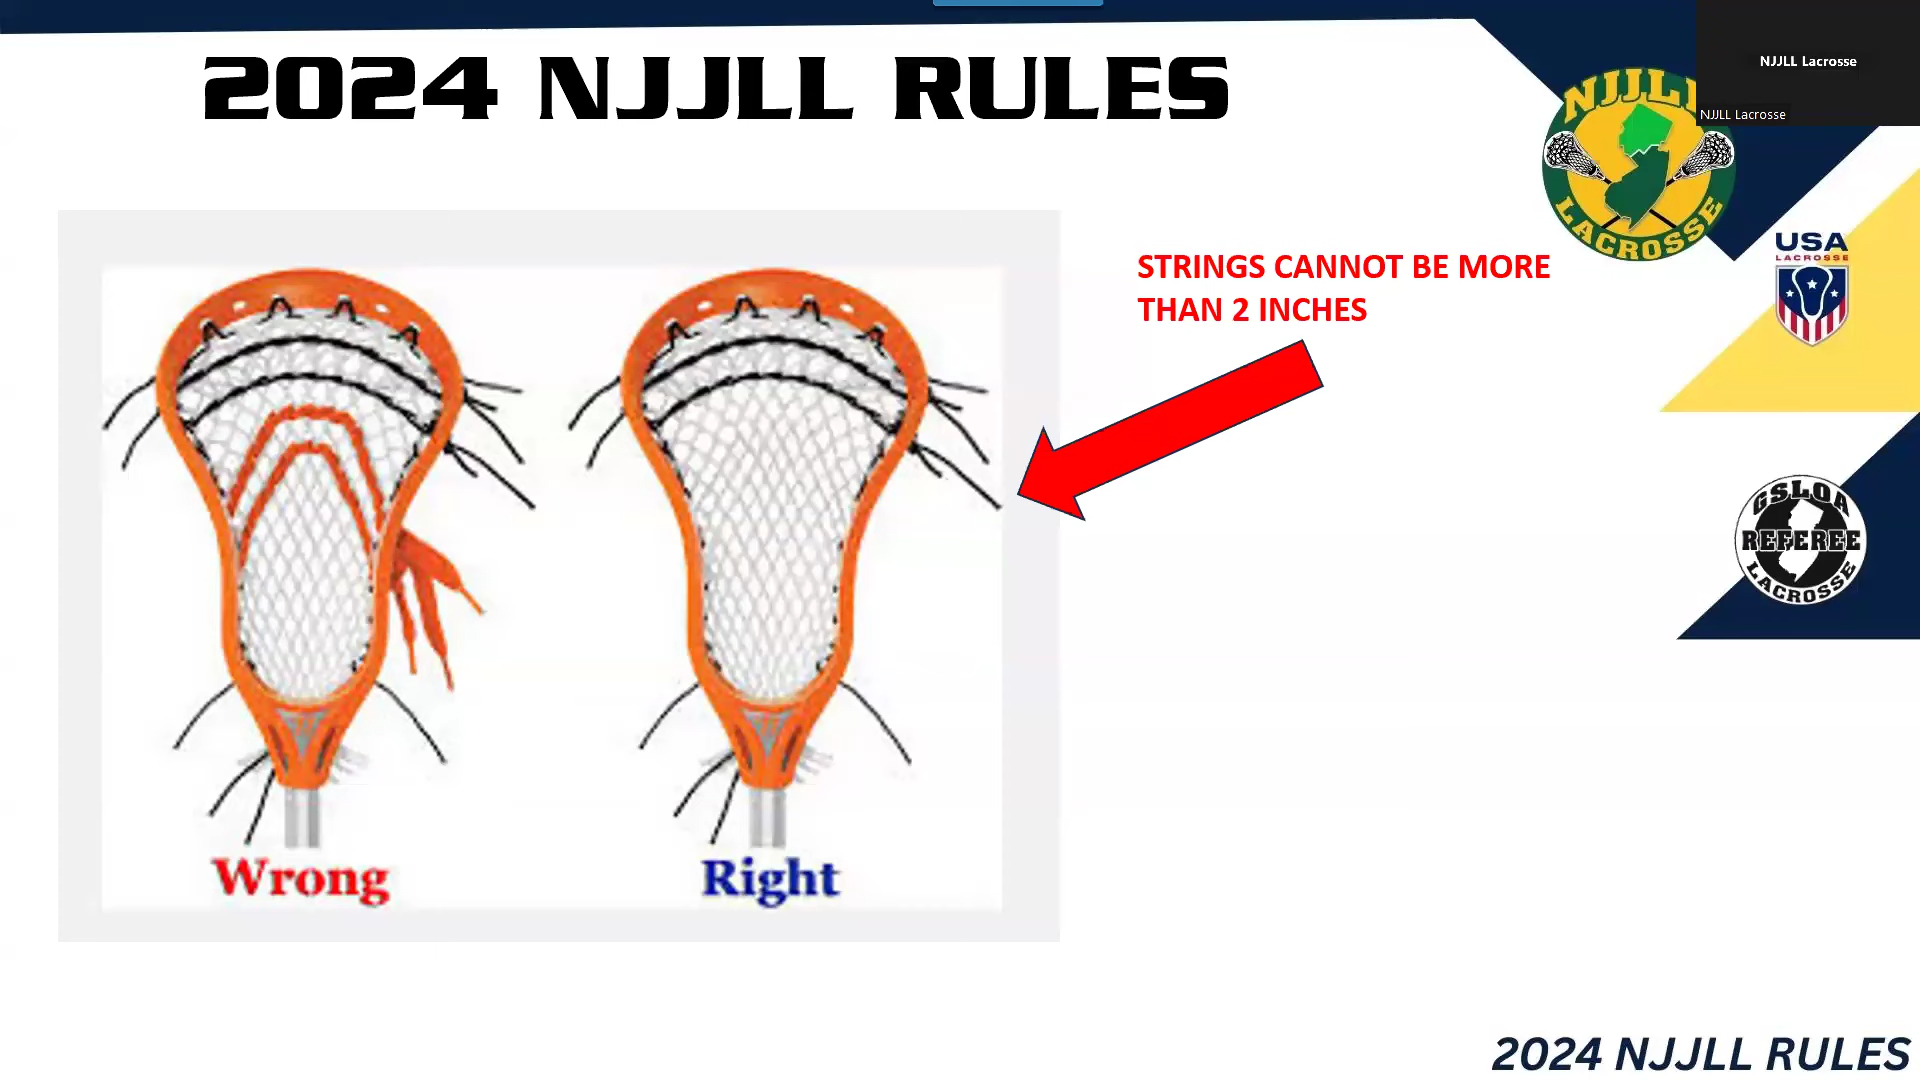 2024 NJJLL RULES
NJJLL Lacrosse
NJJLL Lacrosse
NJJLL
LACROSSE
STRINGS CANNOT BE MORE
THAN 2 INCHES
USA
LACROSSE
GSLOA
REFEREE
LACROSSE
Wrong
Right
2024 NJJLL RULES